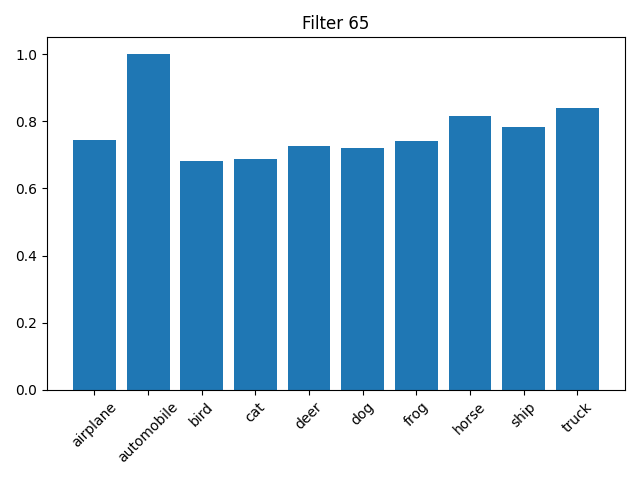 Filter 65
1.0
0.8
0.6
0.4
0.2
0.0
airplane
automobile
bird
cat
deer
dog
frog
horse
ship
truck